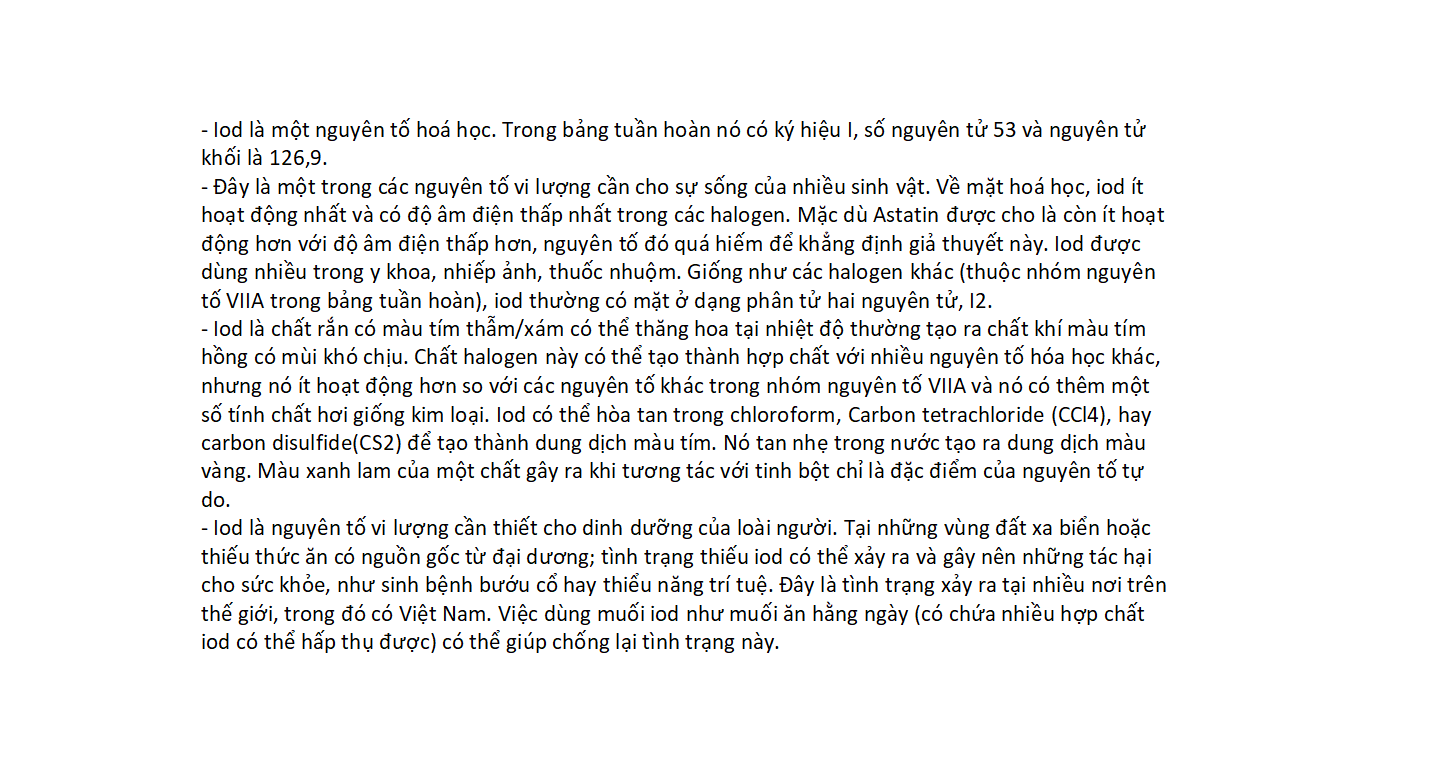 - Iod là một nguyên tố hoá học. Trong bảng tuần hoàn nó có ký hiệu I, số nguyên tử 53 và nguyên tử
khối là 126,9.
- Đây là một trong các nguyên tố vi lượng cần cho sự sống của nhiều sinh vật. Về mặt hoá học, iod ít
hoạt động nhất và có độ âm điện thấp nhất trong các halogen. Mặc dù Astatin được cho là còn ít hoạt
động hơn với độ âm điện thấp hơn, nguyên tố đó quá hiếm để khẳng định giả thuyết này. Iod được
dùng nhiều trong y khoa, nhiếp ảnh, thuốc nhuộm. Giống như các halogen khác (thuộc nhóm nguyên
tố VIIA trong bảng tuần hoàn), iod thường có mặt ở dạng phân tử hai nguyên tử, I2.
- Iod là chất rắn có màu tím thẫm/xám có thể thăng hoa tại nhiệt độ thường tạo ra chất khí màu tím
hồng có mùi khó chịu. Chất halogen này có thể tạo thành hợp chất với nhiều nguyên tố hóa học khác,
nhưng nó ít hoạt động hơn so với các nguyên tố khác trong nhóm nguyên tố VIIA và nó có thêm một
số tính chất hơi giống kim loại. Iod có thể hòa tan trong chloroform, Carbon tetrachloride (CCl4), hay
carbon disulfide(CS2) để tạo thành dung dịch màu tím. Nó tan nhẹ trong nước tạo ra dung dịch màu
vàng. Màu xanh lam của một chất gây ra khi tương tác với tinh bột chỉ là đặc điểm của nguyên tố tự
do.
- Iod là nguyên tố vi lượng cần thiết cho dinh dưỡng của loài người. Tại những vùng đất xa biển hoặc
thiếu thức ăn có nguồn gốc từ đại dương; tình trạng thiếu iod có thể xảy ra và gây nên những tác hại
cho sức khỏe, như sinh bệnh bướu cổ hay thiểu năng trí tuệ. Đây là tình trạng xảy ra tại nhiều nơi trên
thế giới, trong đó có Việt Nam. Việc dùng muối iod như muối ăn hằng ngày (có chứa nhiều hợp chất
iod có thể hấp thụ được) có thể giúp chống lại tình trạng này.